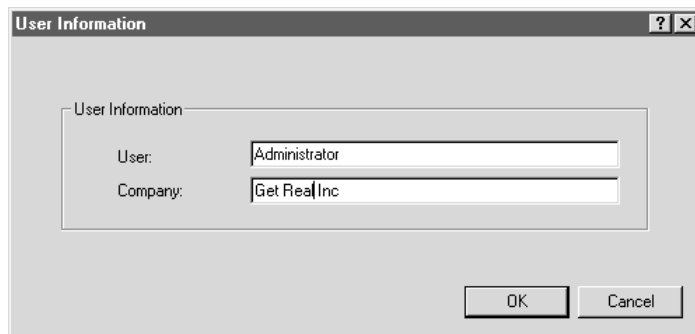 User Information
User Information
User: Administrator
Company: Get Real Inc
OK Cancel